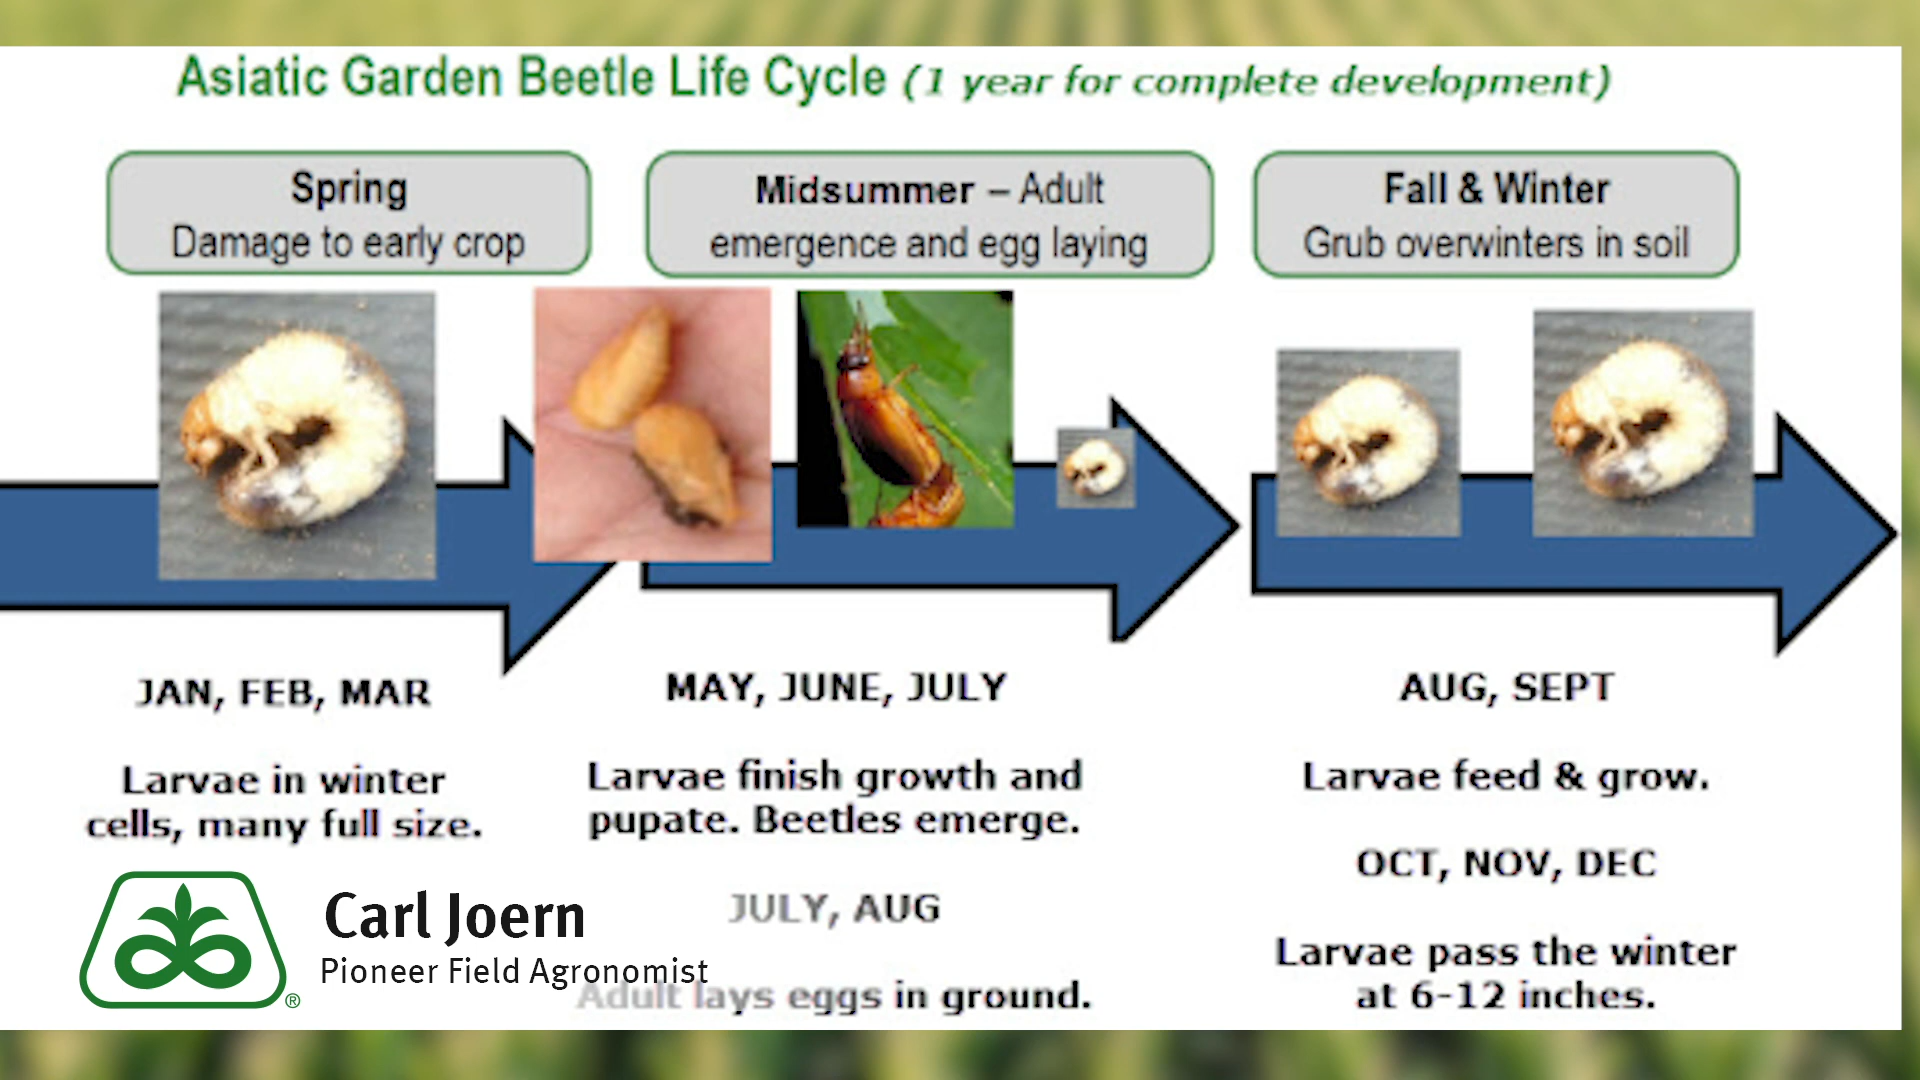 Asiatic Garden Beetle Life Cycle (1 year for complete development)
Spring
Damage to early crop
Midsummer – Adult
emergence and egg laying
Fall & Winter
Grub overwinters in soil
JAN, FEB, MAR
Larvae in winter
cells, many full size.
MAY, JUNE, JULY
Larvae finish growth and
pupate. Beetles emerge.
JULY, AUG
Adult lays eggs in ground.
AUG, SEPT
Larvae feed & grow.
OCT, NOV, DEC
Larvae pass the winter
at 6-12 inches.
®
Carl Joern
Pioneer Field Agronomist